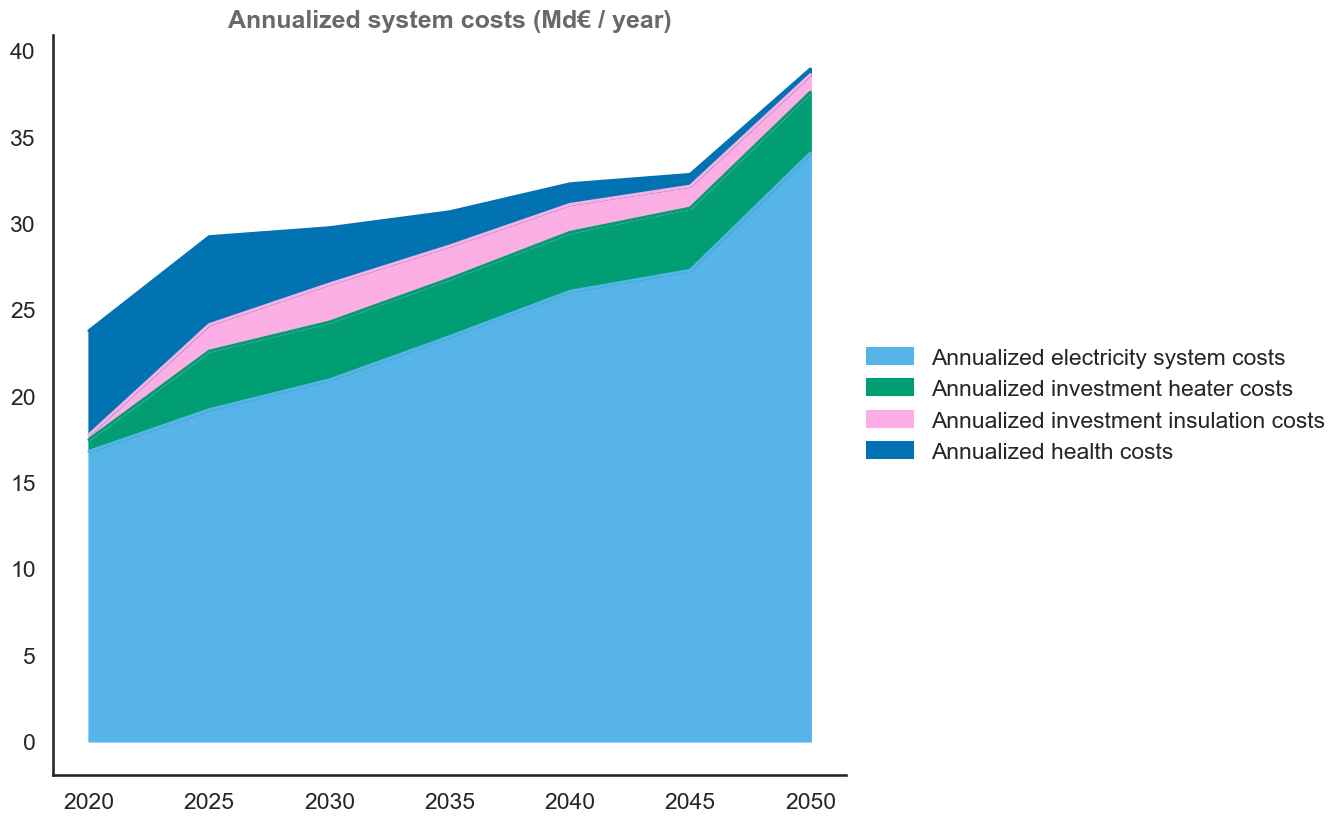 Annualized system costs (Md€ / year)
40
35
30
25
20
15
10
5
0
2020 2025 2030 2035 2040 2045 2050
Annualized electricity system costs
Annualized investment heater costs
Annualized investment insulation costs
Annualized health costs